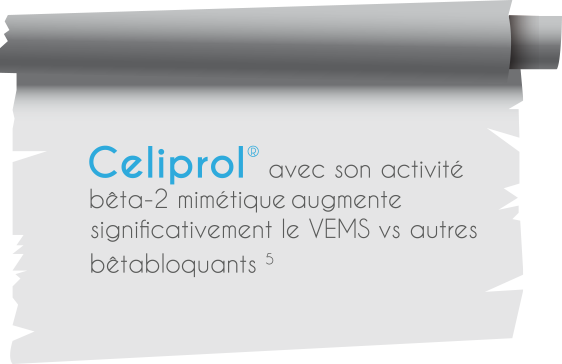 Celiprol® avec son activité
bêta-2 mimétique augmente
significativement le VEMS vs autres
bêtabloquants ⁵